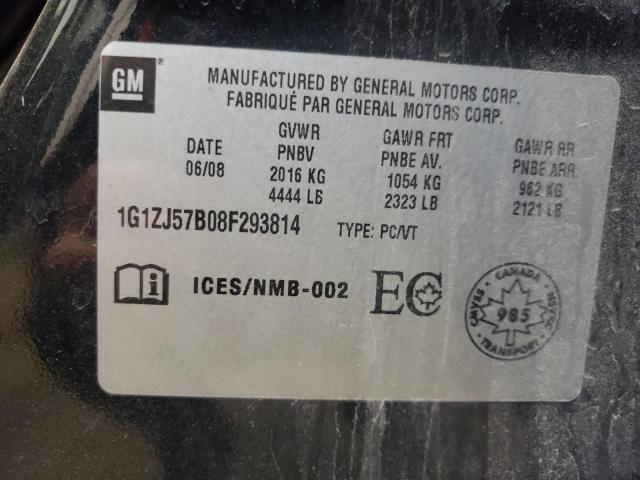 GM
MANUFACTURED BY GENERAL MOTORS CORP.
FABRIQUÉ PAR GENERAL MOTORS CORP.
DATE
06/08
GVWR
PNBV
2016 KG
4444 LB
GAWR FRT
PNBE AV.
1054 KG
2323 LB
GAWR RR
PNBE ARR.
962 KG
2121 LB
1G1ZJ57B08F293814 TYPE: PC/VT
i ICES/NMB-002 EC
CANADA
CMVSS 985 NSVAC
TRANSPORT